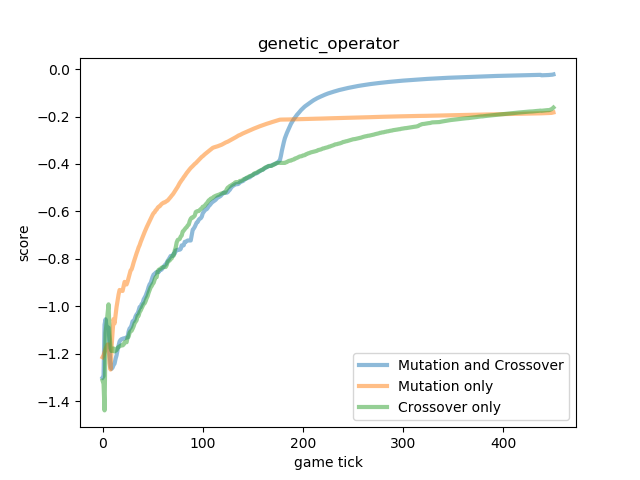 genetic_operator
0.0
−0.2
−0.4
−0.6
−0.8
−1.0
−1.2
−1.4
score
0
100
200
300
400
game tick
Mutation and Crossover
Mutation only
Crossover only